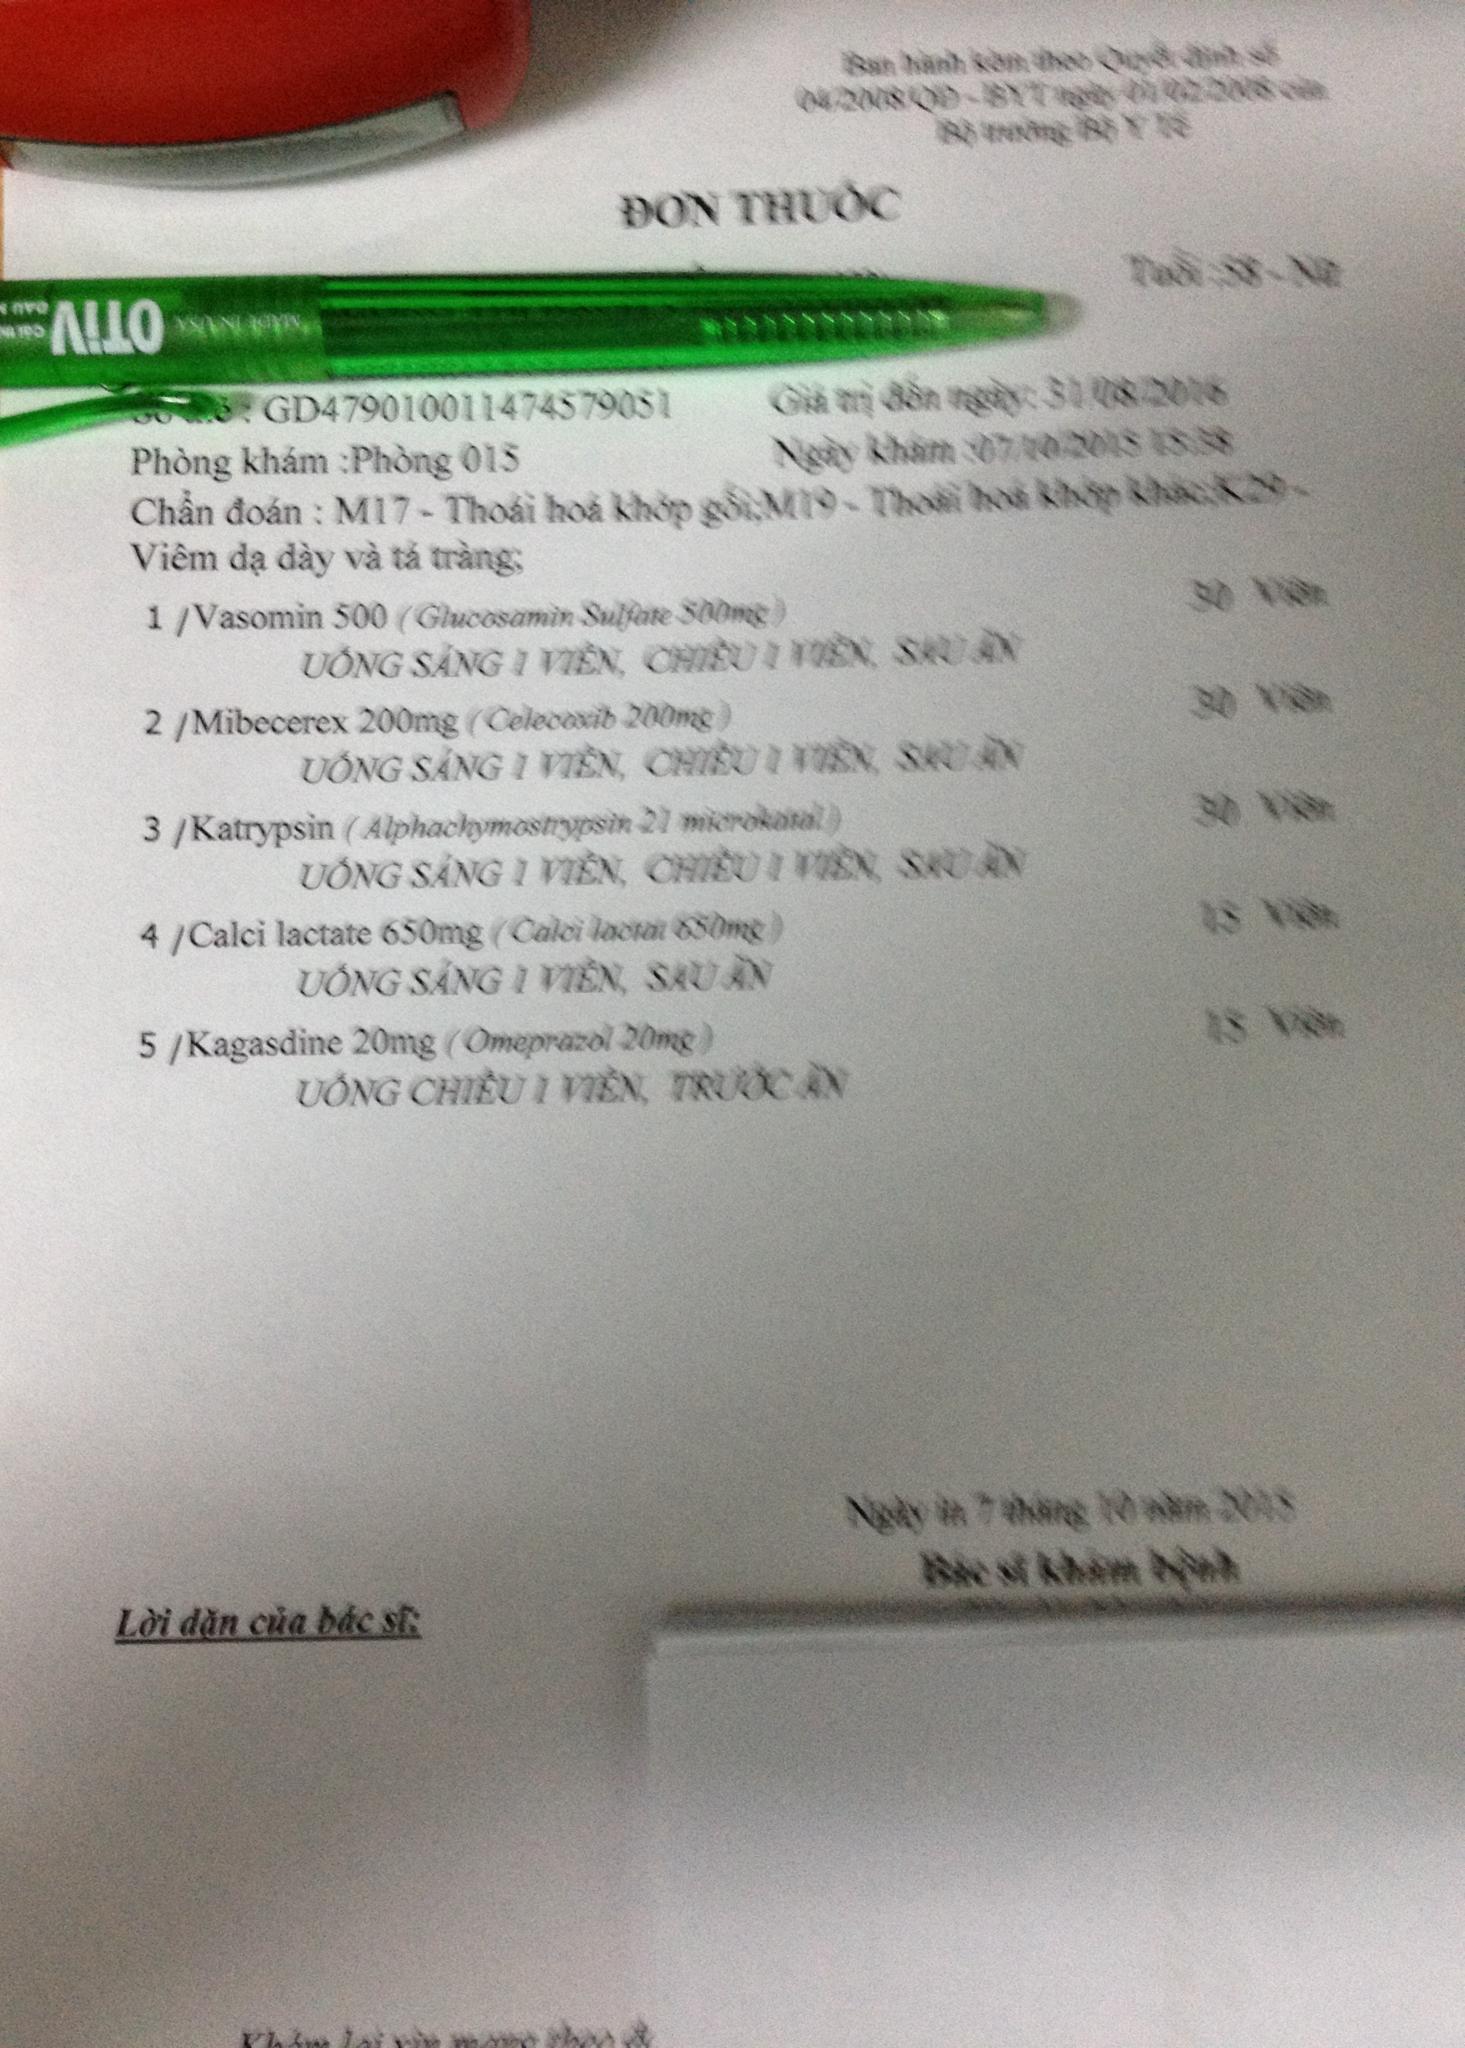 Ban hành kèm theo Quyết định số
04/2008/QD - BYT ngày 01/02/2008 của
Bộ trưởng Bộ Y Tế
ĐƠN THUỐC
Tuổi :58 - Nữ
OTiV
MADE IN USA
: GD4790100011474579051
Giá trị đến ngày: 31/08/2016
Phòng khám :Phòng 015
Ngày khám :07/10/2015 15:38
Chẩn đoán : M17 - Thoái hoá khớp gối;M19 - Thoái hoá khớp khác;K29 -
Viêm dạ dày và tá tràng;
1 /Vasomin 500 ( Glucosamin Sulfate 500mg ) 30 Viên
UỐNG SÁNG 1 VIÊN, CHIỀU 1 VIÊN, SAU ĂN
2 /Mibecerex 200mg ( Celecoxib 200mg ) 30 Viên
UỐNG SÁNG 1 VIÊN, CHIỀU 1 VIÊN, SAU ĂN
3 /Katrypsin ( Alphachymostrypsin 21 microkatal ) 30 Viên
UỐNG SÁNG 1 VIÊN, CHIỀU 1 VIÊN, SAU ĂN
4 /Calci lactate 650mg ( Calci lactat 650mg ) 15 Viên
UỐNG SÁNG 1 VIÊN, SAU ĂN
5 /Kagasdine 20mg ( Omeprazol 20mg ) 15 Viên
UỐNG CHIỀU 1 VIÊN, TRƯỚC ĂN
Ngày in 7 tháng 10 năm 2015
Bác sĩ khám bệnh
Lời dặn của bác sĩ:
Khám lại xin mang theo